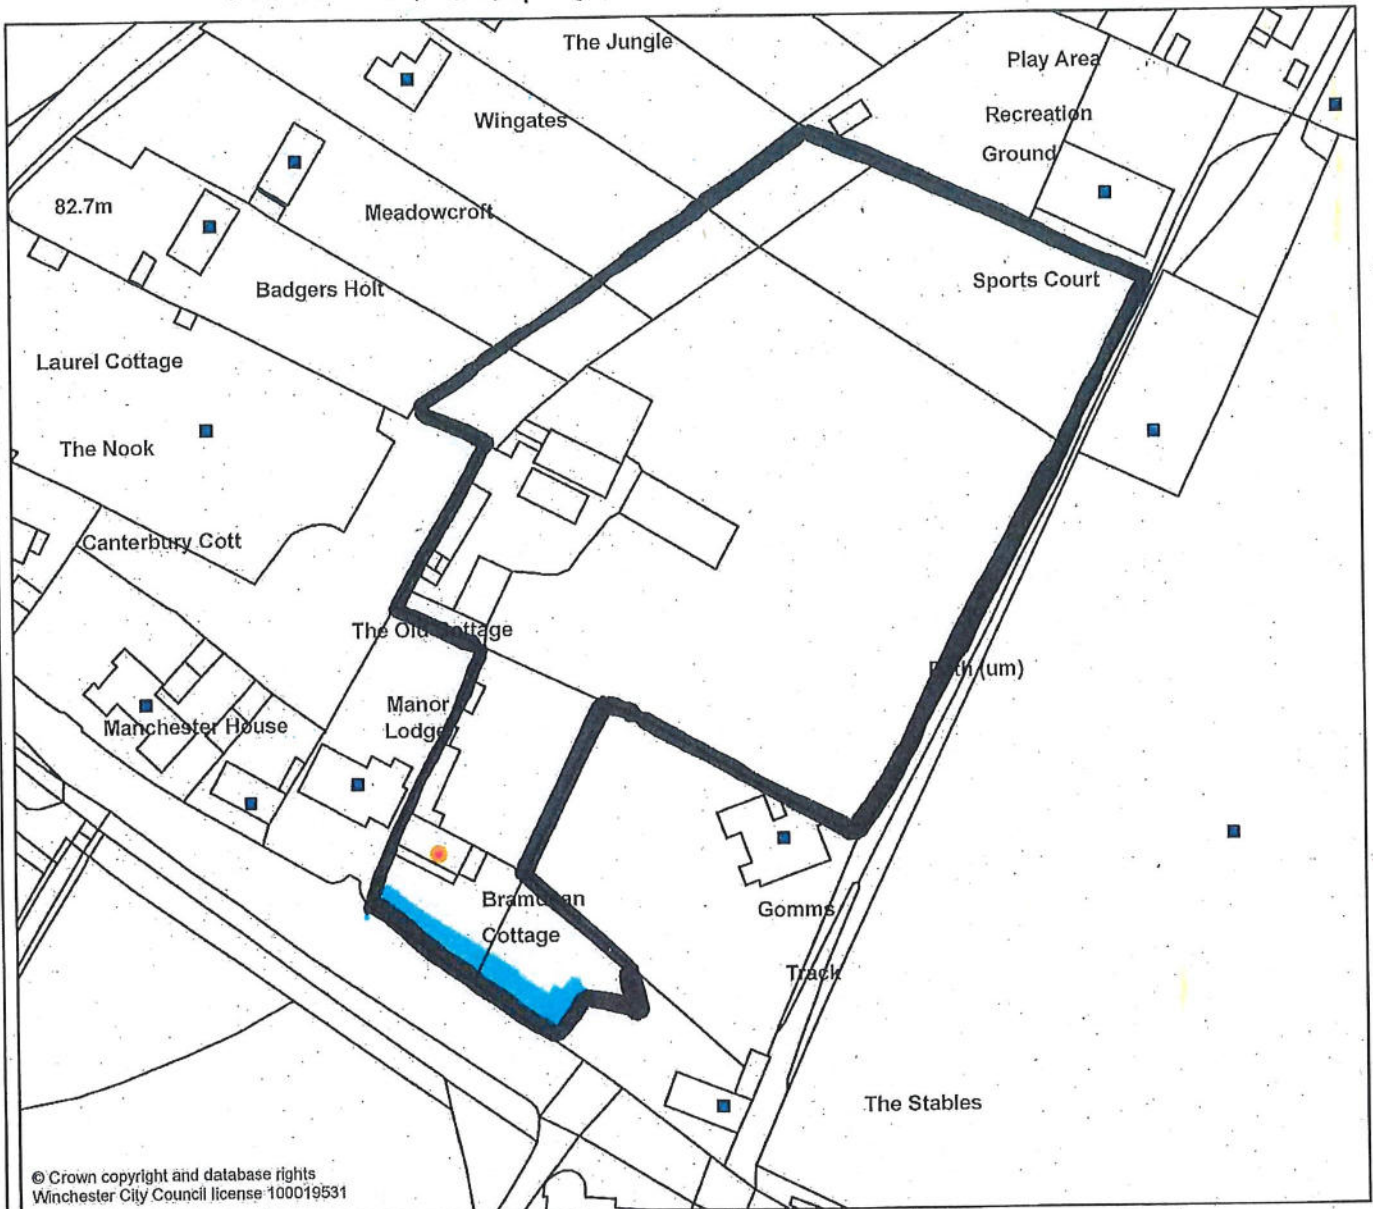 The Jungle
Play Area
Wingates
Recreation
Ground
82.7m
Meadowcroft
Sports Court
Badgers Holt
Laurel Cottage
The Nook
Canterbury Cott
The Old Cottage
Path (um)
Manor
Lodge
Manchester House
Bramdean
Cottage
Gomms
Track
The Stables
© Crown copyright and database rights
Winchester City Council license 100019531